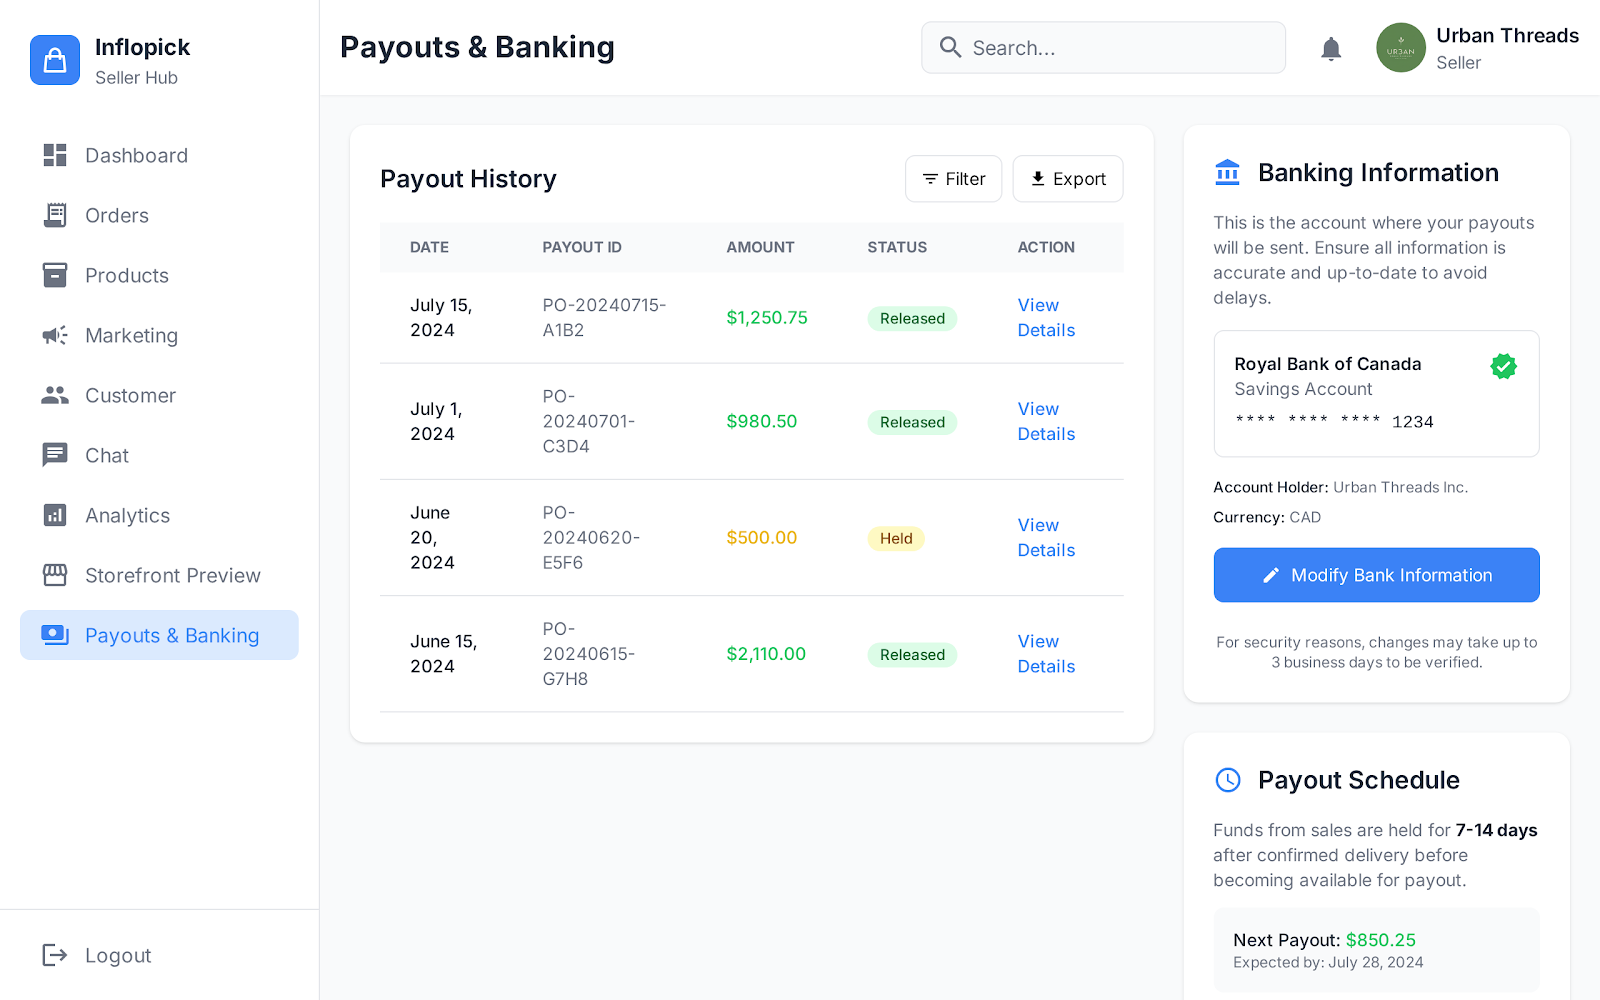 Inflopick
Seller Hub
Dashboard
Orders
Products
Marketing
Customer
Chat
Analytics
Storefront Preview
Payouts & Banking
Logout
Payouts & Banking
Search...
URBAN
Urban Threads
Seller
Payout History
Filter
Export
DATE PAYOUT ID AMOUNT STATUS ACTION
July 15,
2024
PO-20240715-
A1B2
$1,250.75
Released
View
Details
July 1,
2024
PO-
20240701-
C3D4
$980.50
Released
View
Details
June
20,
2024
PO-
20240620-
E5F6
$500.00
Held
View
Details
June 15,
2024
PO-
20240615-
G7H8
$2,110.00
Released
View
Details
Banking Information
This is the account where your payouts
will be sent. Ensure all information is
accurate and up-to-date to avoid
delays.
Royal Bank of Canada
Savings Account
**** **** **** 1234
Account Holder: Urban Threads Inc.
Currency: CAD
Modify Bank Information
For security reasons, changes may take up to
3 business days to be verified.
Payout Schedule
Funds from sales are held for 7-14 days
after confirmed delivery before
becoming available for payout.
Next Payout: $850.25
Expected by: July 28, 2024